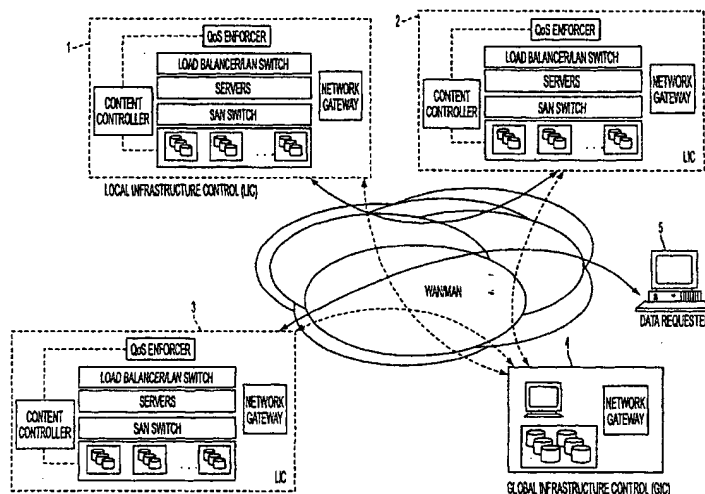 1
QoS ENFORCER
LOAD BALANCER/LAN SWITCH
SERVERS
SAN SWITCH
CONTENT
CONTROLLER
NETWORK
GATEWAY
...
LOCAL INFRASTRUCTURE CONTROL (LIC)
2
QoS ENFORCER
LOAD BALANCER/LAN SWITCH
SERVERS
SAN SWITCH
CONTENT
CONTROLLER
NETWORK
GATEWAY
...
LIC
WAN/MAN
5
DATA REQUESTER
3
QoS ENFORCER
LOAD BALANCER/LAN SWITCH
SERVERS
SAN SWITCH
CONTENT
CONTROLLER
NETWORK
GATEWAY
...
LIC
4
NETWORK
GATEWAY
GLOBAL INFRASTRUCTURE CONTROL (GIC)